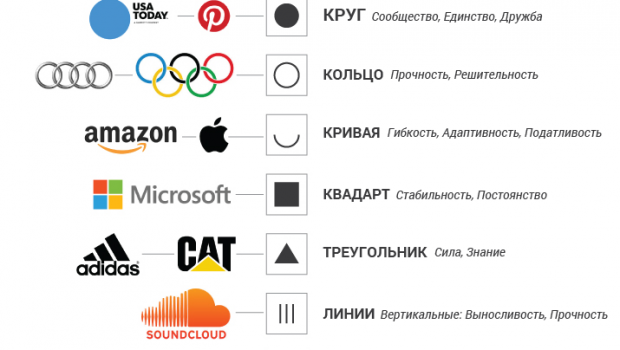 USA
TODAY
КРУГ Сообщество, Единство, Дружба
КОЛЬЦО Прочность, Решительность
amazon
КРИВАЯ Гибкость, Адаптивность, Податливость
Microsoft
КВАДАРТ Стабильность, Постоянство
adidas
CAT
ТРЕУГОЛЬНИК Сила, Знание
SOUNDCLOUD
ЛИНИИ Вертикальные: Выносливость, Прочность